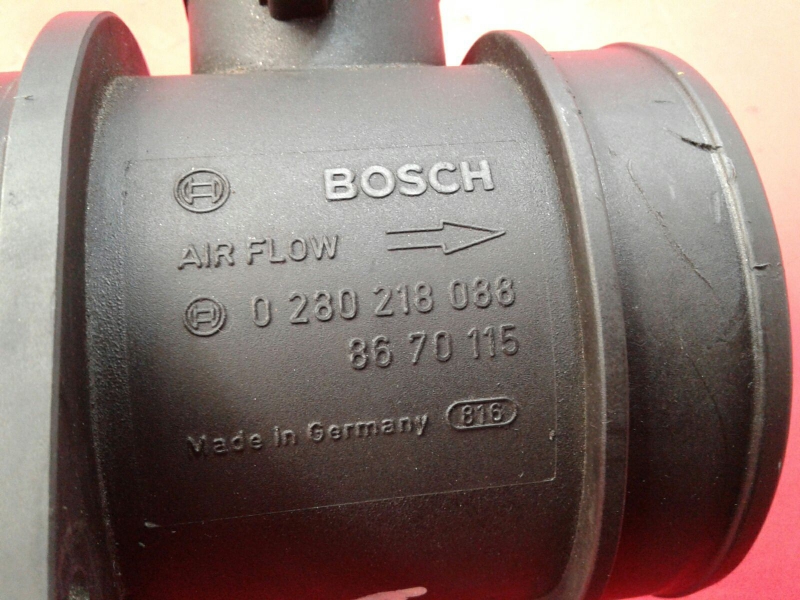 BOSCH
AIR FLOW
0 280 218 088
86 70 115
Made in Germany 816